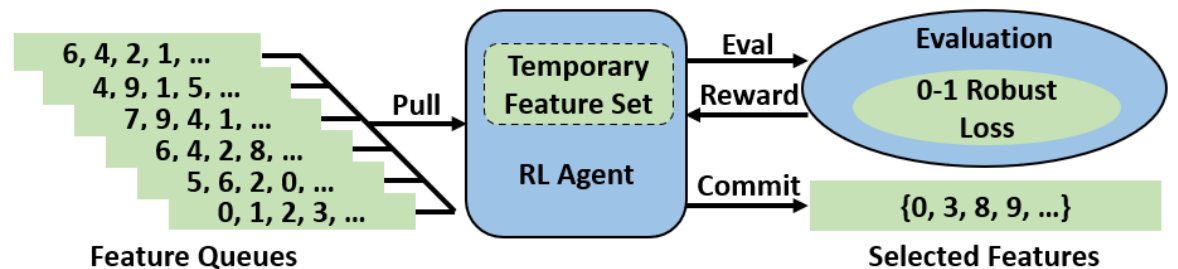 6, 4, 2, 1, ...
4, 9, 1, 5, ...
7, 9, 4, 1, ...
6, 4, 2, 8, ...
5, 6, 2, 0, ...
0, 1, 2, 3, ...
Feature Queues
Pull
Temporary
Feature Set
RL Agent
Eval
Reward
Commit
Evaluation
0-1 Robust
Loss
{0, 3, 8, 9, ...}
Selected Features